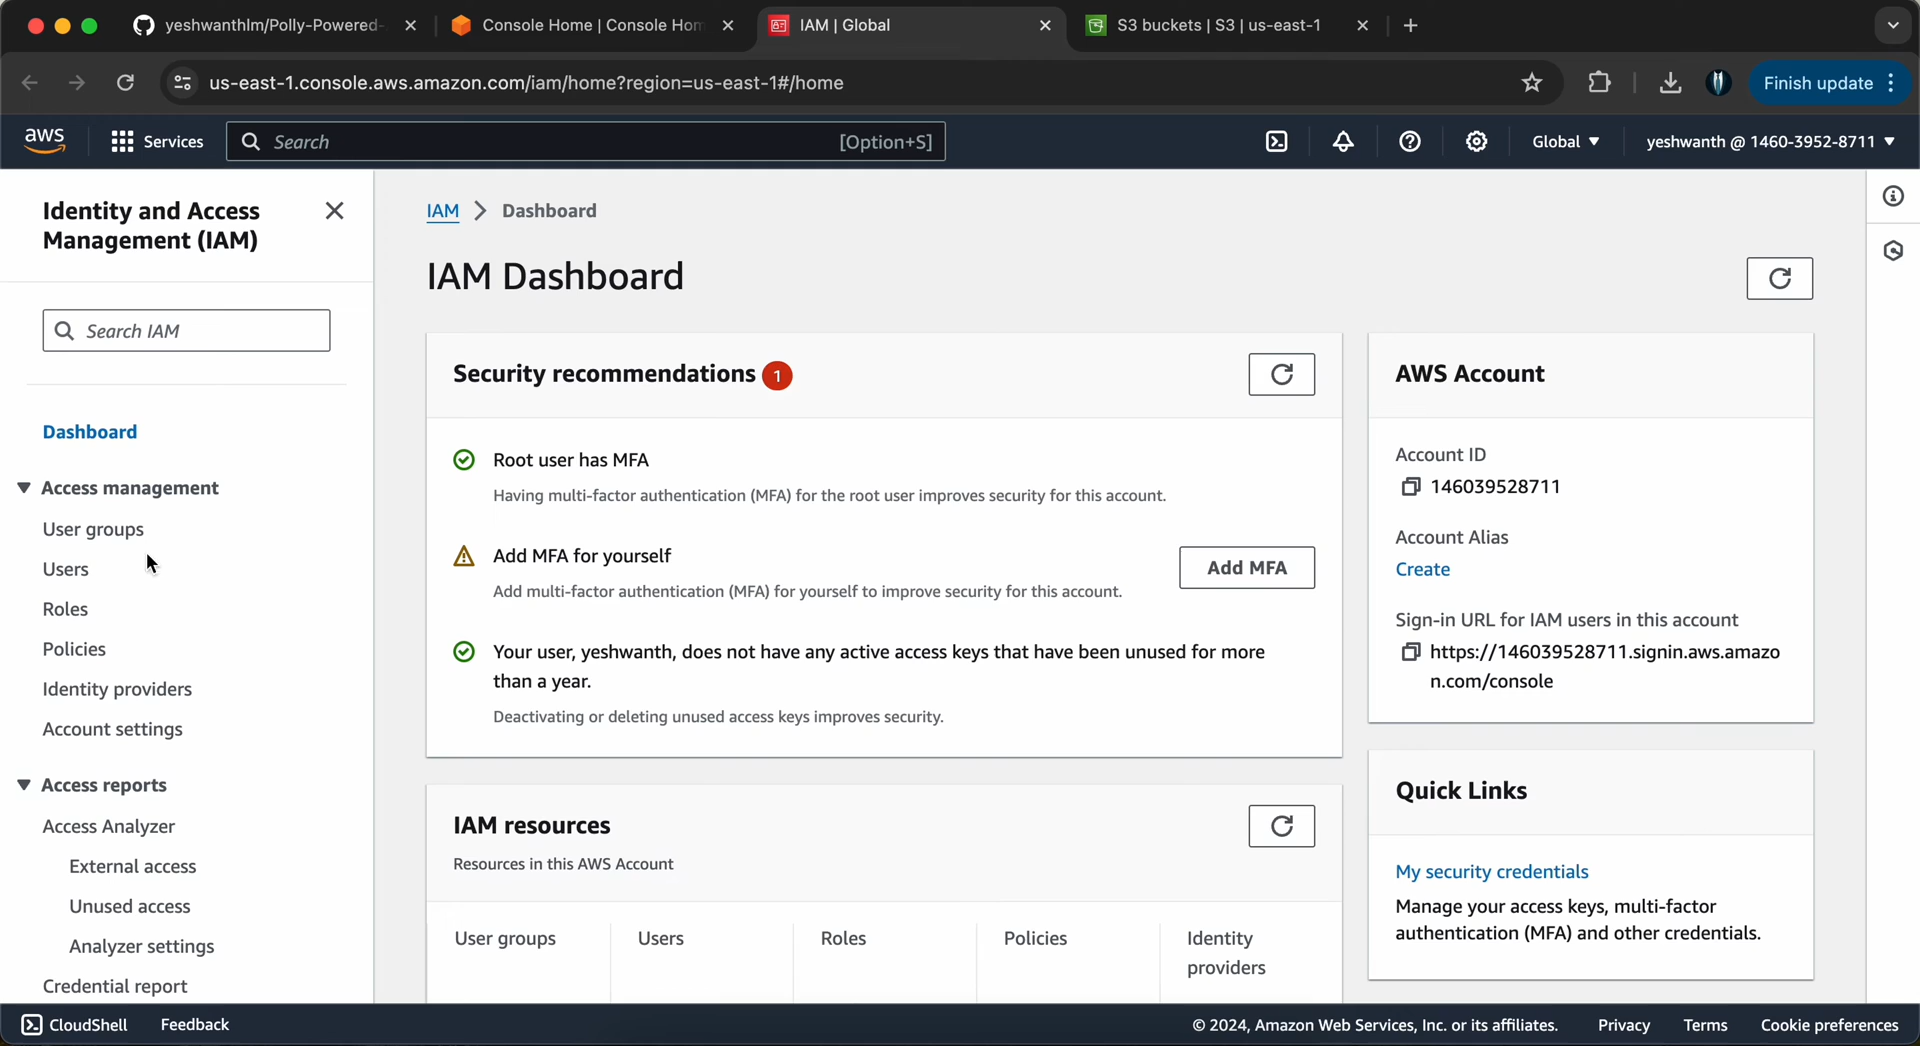 yeshwanthlm/Polly-Powered-
Console Home | Console Hom
IAM | Global
S3 buckets | S3 | us-east-1
us-east-1.console.aws.amazon.com/iam/home?region=us-east-1#/home
Finish update
aws
Services
Search
[Option+S]
Global
yeshwanth @ 1460-3952-8711
Identity and Access
Management (IAM)
Search IAM
Dashboard
Access management
User groups
Users
Roles
Policies
Identity providers
Account settings
Access reports
Access Analyzer
External access
Unused access
Analyzer settings
Credential report
IAM > Dashboard
IAM Dashboard
Security recommendations 1
Root user has MFA
Having multi-factor authentication (MFA) for the root user improves security for this account.
Add MFA for yourself
Add multi-factor authentication (MFA) for yourself to improve security for this account.
Add MFA
Your user, yeshwanth, does not have any active access keys that have been unused for more
than a year.
Deactivating or deleting unused access keys improves security.
IAM resources
Resources in this AWS Account
User groups
Users
Roles
Policies
Identity
providers
AWS Account
Account ID
146039528711
Account Alias
Create
Sign-in URL for IAM users in this account
https://146039528711.signin.aws.amazo
n.com/console
Quick Links
My security credentials
Manage your access keys, multi-factor
authentication (MFA) and other credentials.
CloudShell
Feedback
© 2024, Amazon Web Services, Inc. or its affiliates.
Privacy
Terms
Cookie preferences